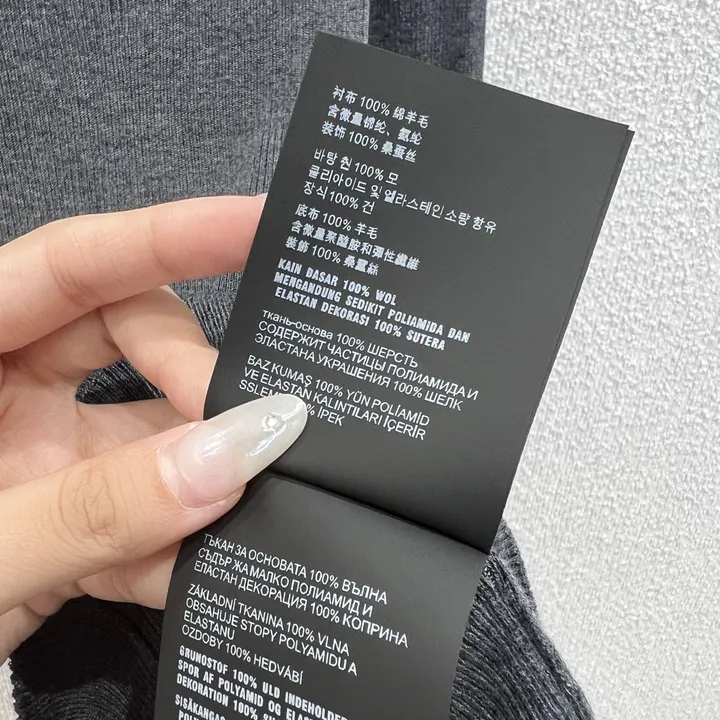 衬布 100% 绵羊毛
含微量锦纶、氨纶
装饰 100% 桑蚕丝
바탕 천 100% 모
폴리아이드 및 엘라스테인 소량 함유
장식 100% 견
底布 100% 羊毛
含微量聚醯胺和彈性纖維
裝飾 100% 桑蠶絲
KAIN DASAR 100% WOL
MENGANDUNG SEDIKIT POLIAMIDA DAN
ELASTAN DEKORASI 100% SUTERA
ткань-основа 100% ШЕРСТЬ
СОДЕРЖИТ ЧАСТИЦЫ ПОЛИАМИДА И
ЭЛАСТАНА УКРАШЕНИЯ 100% ШЕЛК
BAZ KUMAŞ 100% YÜN POLİAMİD
VE ELASTAN KALINTILARI İÇERİR
% İPEK
ТЪКАН ЗА ОСНОВАТА 100% ВЪЛНА
СЪДЪРЖА МАЛКО ПОЛИАМИД И
ЕЛАСТАН ДЕКОРАЦИЯ 100% КОПРИНА
ZÁKLADNÍ TKANINA 100% VLNA
OBSAHUJE STOPY POLYAMIDU A
ELASTANU
OZDOBY 100% HEDVÁBÍ
GRUNDSTOF 100% ULD INDEHOLDER
SPOR AF POLYAMID OG
DEKORATION 100%